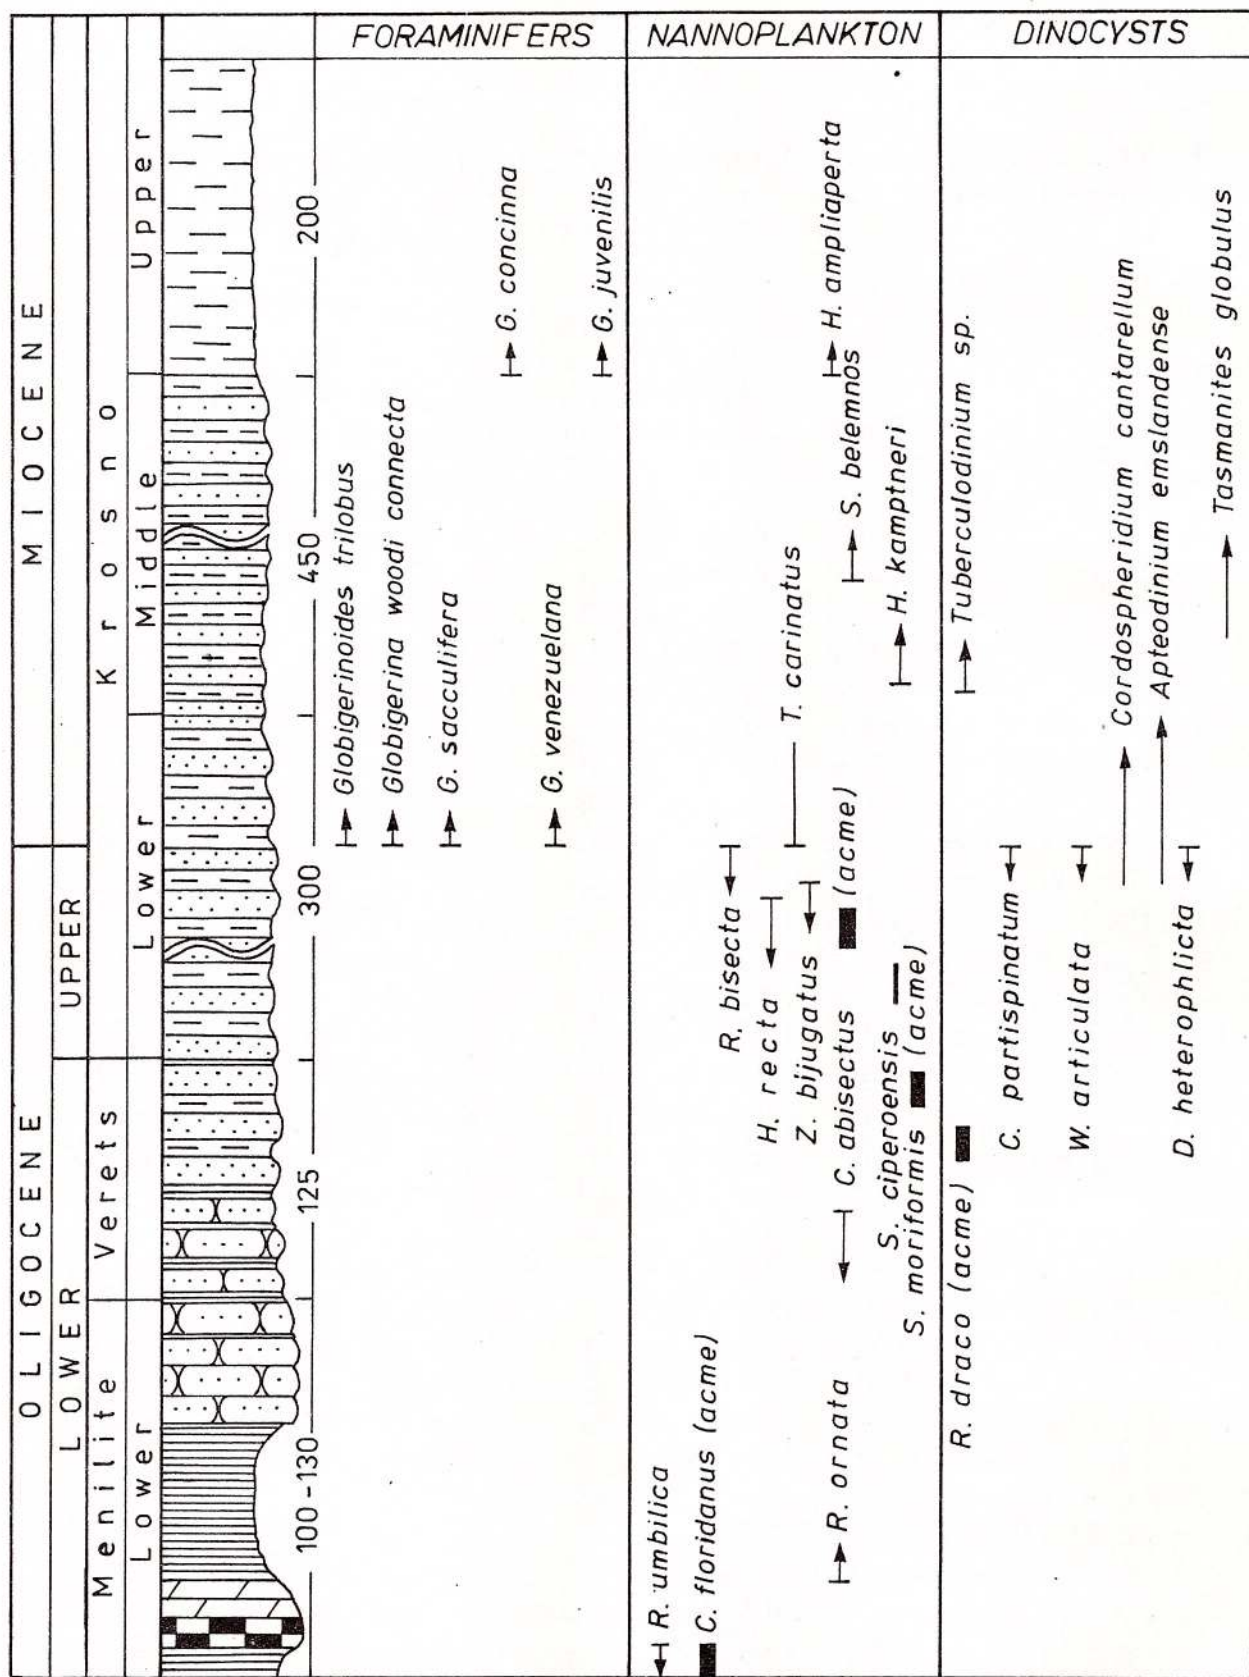 FORAMINIFERS
NANNOPLANKTON
DINOCYSTS
MIOCENE
OLIGOCENE
UPPER
LOWER
Krosno
Upper
Middle
Lower
Verets
Menilite
Lower
200
450
300
125
100-130
Globigerinoides trilobus
Globigerina woodi connecta
G. sacculifera
G. concinna
G. venezuelana
G. juvenilis
R. umbilica
C. floridanus (acme)
R. bisecta
H. recta
T. carinatus
Z. bijugatus
H. ampliaperta
R. ornata
C. abisectus
(acme)
S. belemnos
S. ciperoensis
H. kamptneri
S. moriformis
(acme)
Tuberculodinium sp.
R. draco (acme)
C. partispinatum
W. articulata
Cordospheridium cantarellum
Apteodinium emslandense
D. heterophlicta
Tasmanites globulus